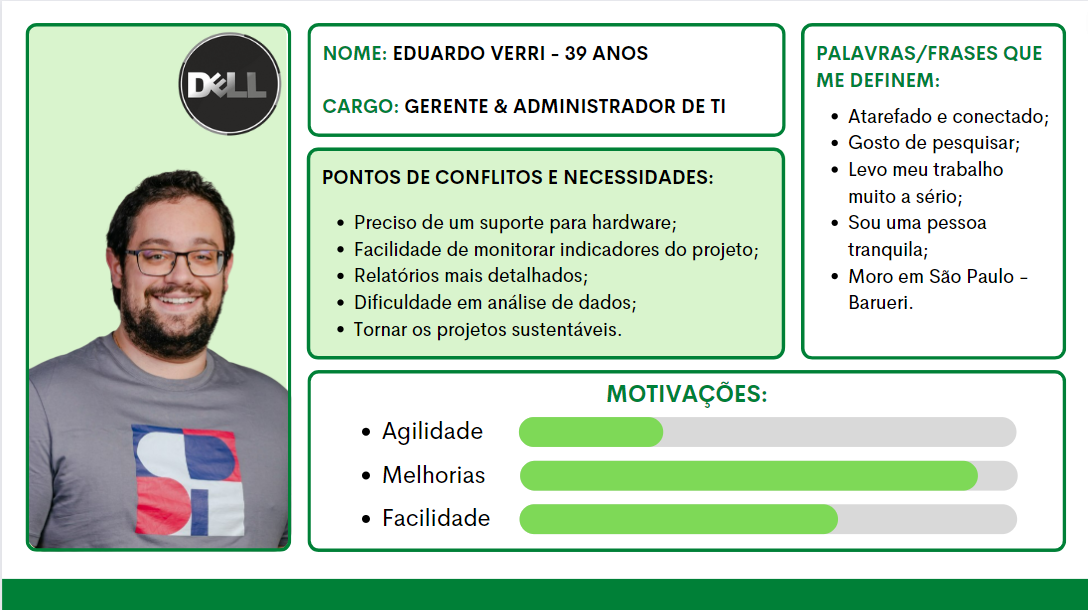 DELL
NOME: EDUARDO VERRI - 39 ANOS
CARGO: GERENTE & ADMINISTRADOR DE TI
PONTOS DE CONFLITOS E NECESSIDADES:
• Preciso de um suporte para hardware;
• Facilidade de monitorar indicadores do projeto;
• Relatórios mais detalhados;
• Dificuldade em análise de dados;
• Tornar os projetos sustentáveis.
PALAVRAS/FRASES QUE
ME DEFINEM:
• Atarefado e conectado;
• Gosto de pesquisar;
• Levo meu trabalho
muito a sério;
• Sou uma pessoa
tranquila;
• Moro em São Paulo -
Barueri.
MOTIVAÇÕES:
• Agilidade
• Melhorias
• Facilidade